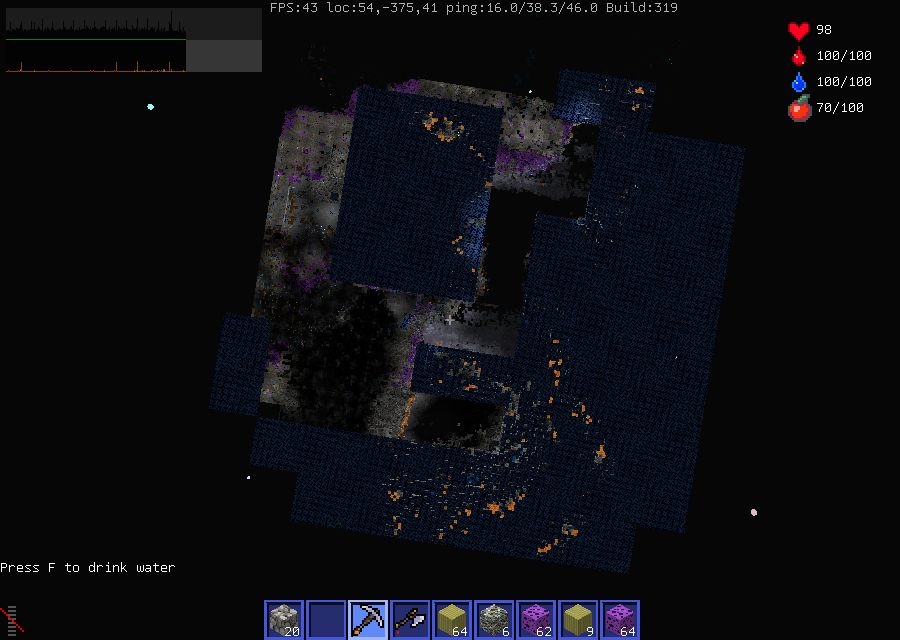 FPS:43 loc:54,-375,41 ping:16.0/38.3/46.0 Build:319
98
100/100
100/100
70/100
Press F to drink water
20 64 6 62 9 64